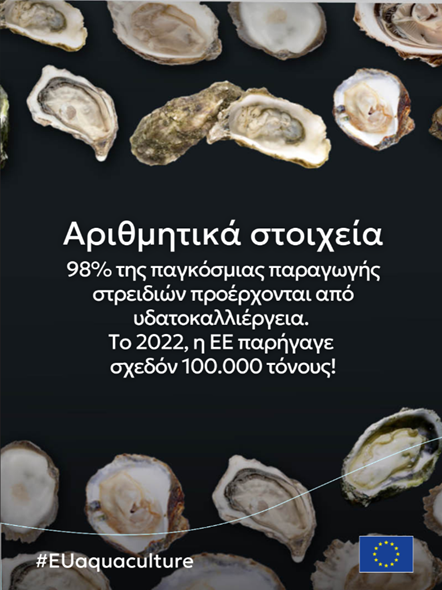 Αριθμητικά στοιχεία
98% της παγκόσμιας παραγωγής
στρειδιών προέρχονται από
υδατοκαλλιέργεια.
Το 2022, η ΕΕ παρήγαγε
σχεδόν 100.000 τόνους!
#EUaquaculture